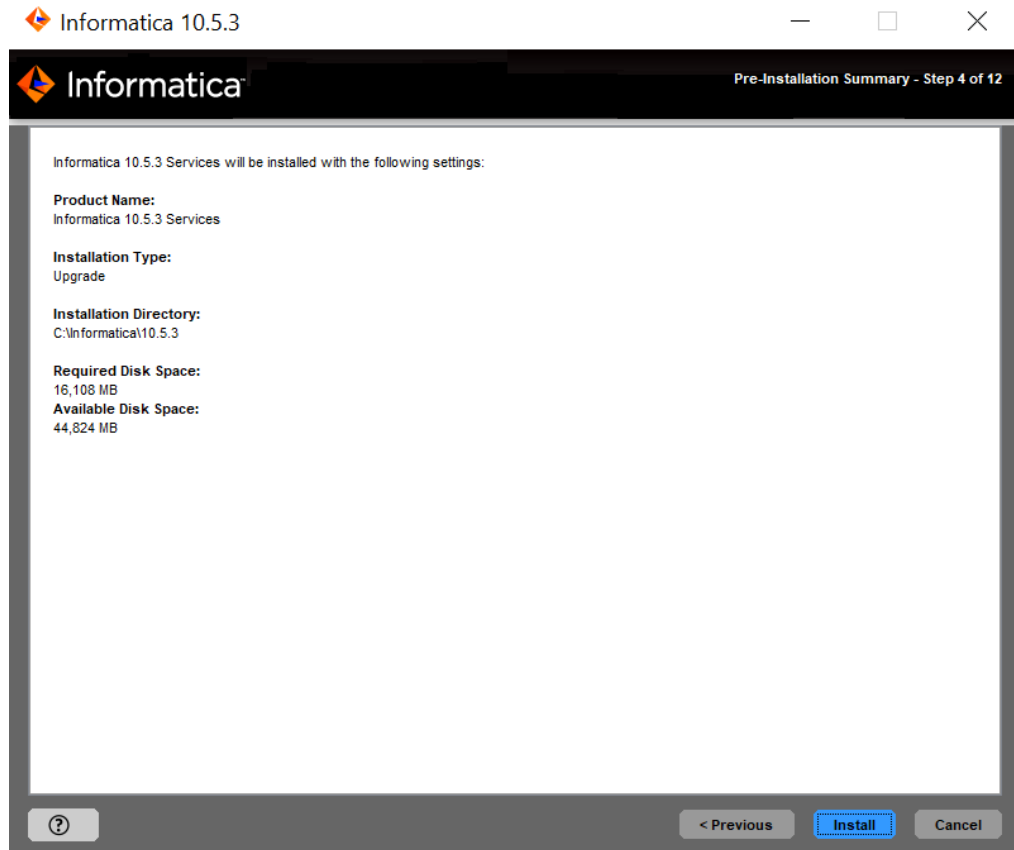 Informatica 10.5.3
Informatica
Pre-Installation Summary - Step 4 of 12
Informatica 10.5.3 Services will be installed with the following settings:
Product Name:
Informatica 10.5.3 Services
Installation Type:
Upgrade
Installation Directory:
C:\Informatica\10.5.3
Required Disk Space:
16,108 MB
Available Disk Space:
44,824 MB
?
< Previous
Install
Cancel